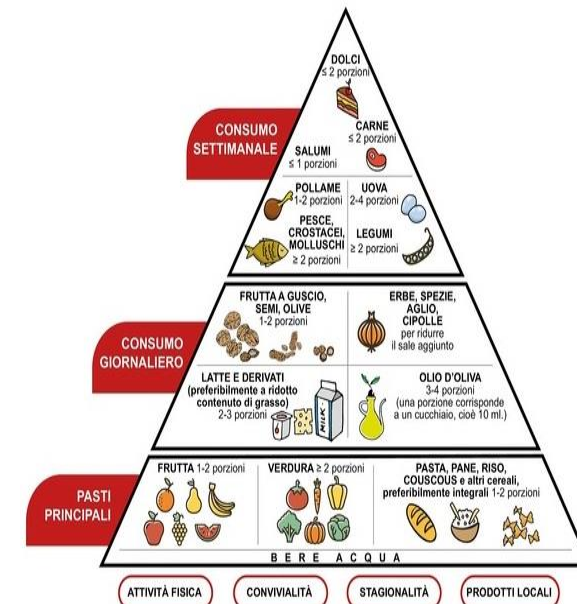 DOLCI
≤ 2 porzioni
CONSUMO
SETTIMANALE
CARNE
≤ 2 porzioni
SALUMI
≤ 1 porzioni
POLLAME
1-2 porzioni
UOVA
2-4 porzioni
PESCE,
CROSTACEI,
MOLLUSCHI
≥ 2 porzioni
LEGUMI
≥ 2 porzioni
CONSUMO
GIORNALIERO
FRUTTA A GUSCIO,
SEMI, OLIVE
1-2 porzioni
ERBE, SPEZIE,
AGLIO,
CIPOLLE
per ridurre
il sale aggiunto
LATTE E DERIVATI
(preferibilmente a ridotto
contenuto di grasso)
2-3 porzioni
MILK
OLIO D'OLIVA
3-4 porzioni
(una porzione corrisponde
a un cucchiaio, cioè 10 ml.)
PASTI
PRINCIPALI
FRUTTA 1-2 porzioni
VERDURA ≥ 2 porzioni
PASTA, PANE, RISO,
COUSCOUS e altri cereali,
preferibilmente integrali 1-2 porzioni
BERE ACQUA
ATTIVITÀ FISICA
CONVIVIALITÀ
STAGIONALITÀ
PRODOTTI LOCALI